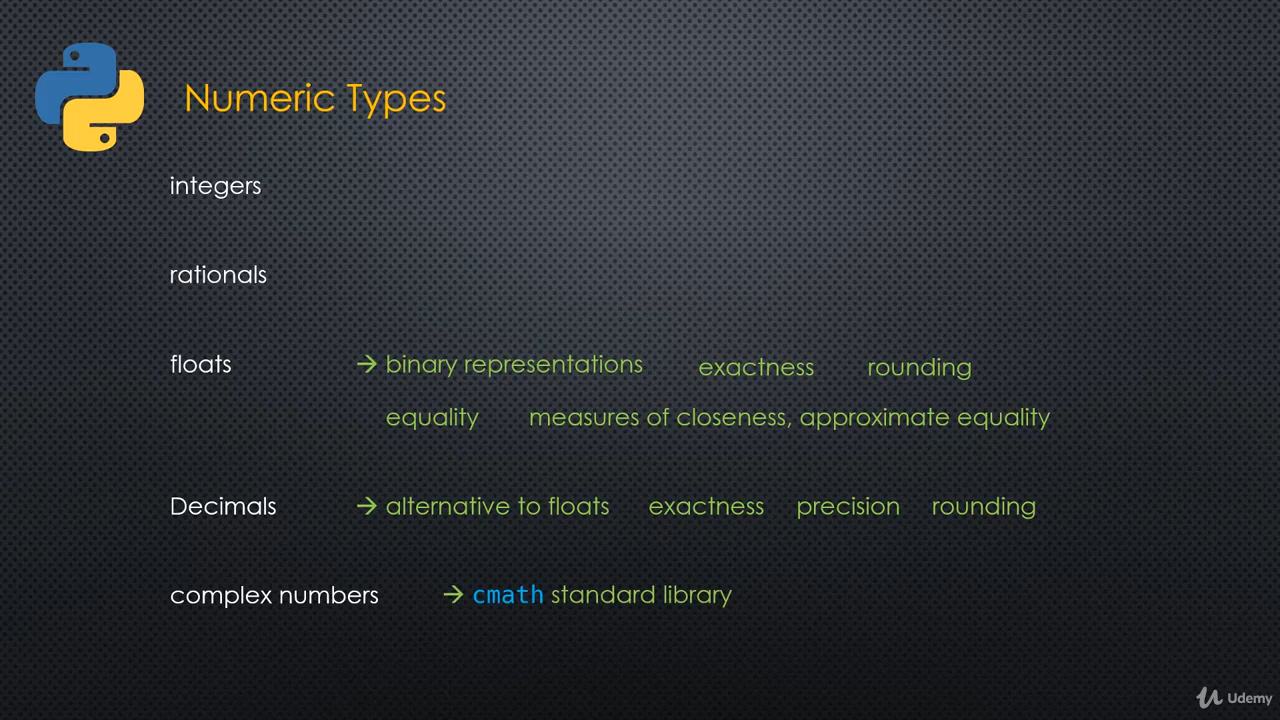 Numeric Types
integers
rationals
floats → binary representations exactness rounding
equality measures of closeness, approximate equality
Decimals → alternative to floats exactness precision rounding
complex numbers → cmath standard library
Udemy